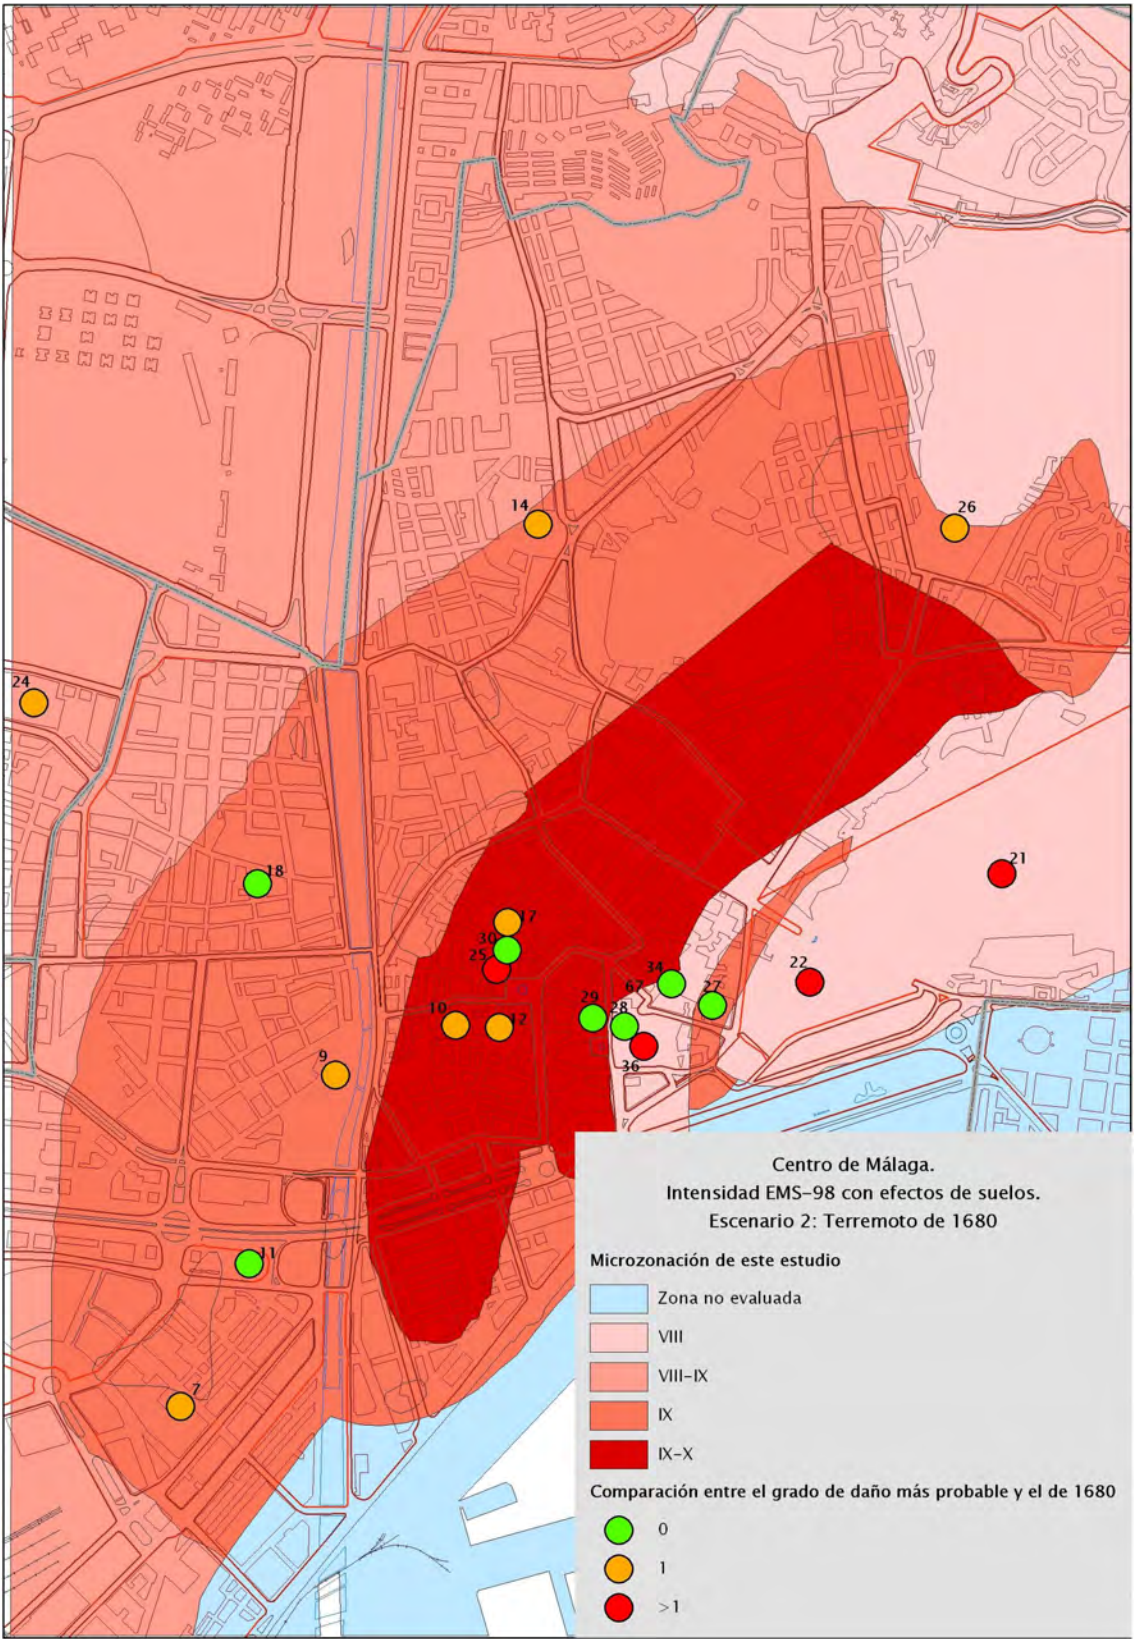 14
26
24
18
21
17
30
25
22
34
67
27
29
28
10
12
36
9
11
7
Centro de Málaga.
Intensidad EMS-98 con efectos de suelos.
Escenario 2: Terremoto de 1680
Microzonación de este estudio
Zona no evaluada
VIII
VIII-IX
IX
IX-X
Comparación entre el grado de daño más probable y el de 1680
0
1
>1